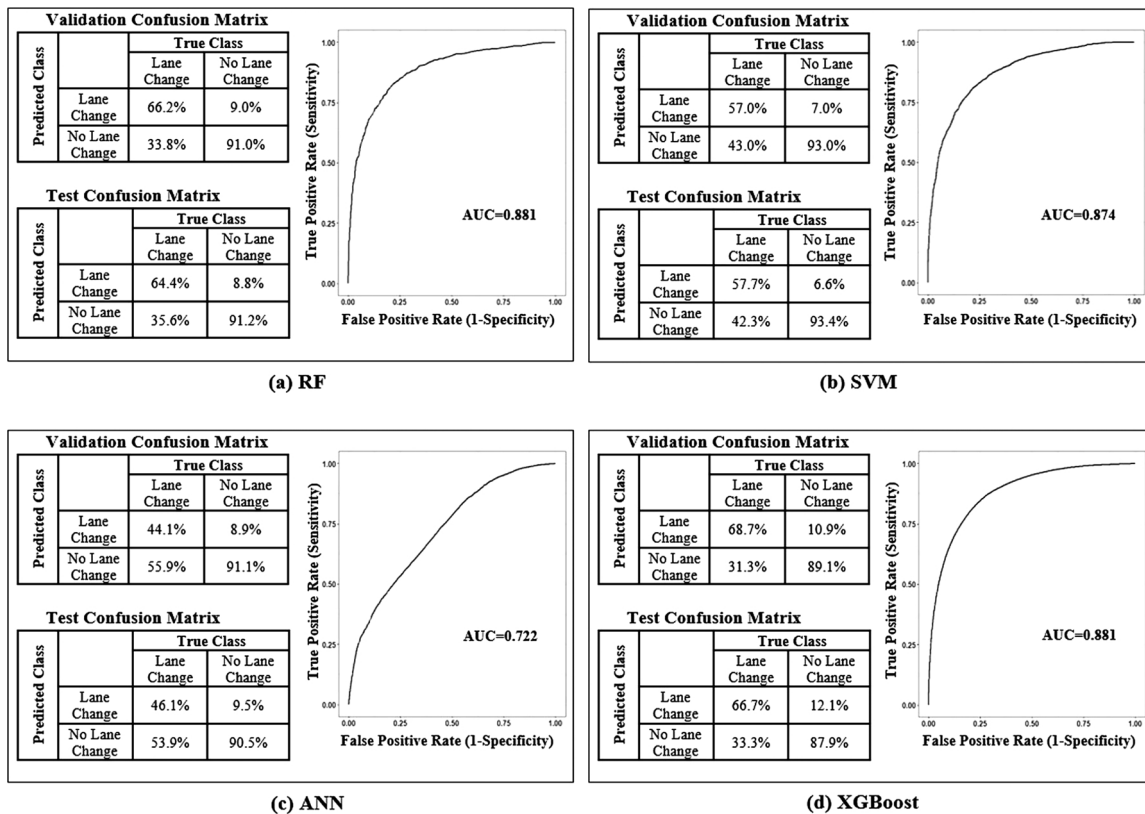 Validation Confusion Matrix
Predicted Class
True Class
Lane Change
No Lane Change
Lane Change
66.2%
9.0%
No Lane Change
33.8%
91.0%
Test Confusion Matrix
Predicted Class
True Class
Lane Change
No Lane Change
Lane Change
64.4%
8.8%
No Lane Change
35.6%
91.2%
True Positive Rate (Sensitivity)
1.00
0.75
0.50
0.25
0.00
AUC=0.881
0.00
0.25
0.50
0.75
1.00
False Positive Rate (1-Specificity)
(a) RF
Validation Confusion Matrix
Predicted Class
True Class
Lane Change
No Lane Change
Lane Change
57.0%
7.0%
No Lane Change
43.0%
93.0%
Test Confusion Matrix
Predicted Class
True Class
Lane Change
No Lane Change
Lane Change
57.7%
6.6%
No Lane Change
42.3%
93.4%
True Positive Rate (Sensitivity)
1.00
0.75
0.50
0.25
0.00
AUC=0.874
0.00
0.25
0.50
0.75
1.00
False Positive Rate (1-Specificity)
(b) SVM
Validation Confusion Matrix
Predicted Class
True Class
Lane Change
No Lane Change
Lane Change
44.1%
8.9%
No Lane Change
55.9%
91.1%
Test Confusion Matrix
Predicted Class
True Class
Lane Change
No Lane Change
Lane Change
46.1%
9.5%
No Lane Change
53.9%
90.5%
True Positive Rate (Sensitivity)
1.00
0.75
0.50
0.25
0.00
AUC=0.722
0.00
0.25
0.50
0.75
1.00
False Positive Rate (1-Specificity)
(c) ANN
Validation Confusion Matrix
Predicted Class
True Class
Lane Change
No Lane Change
Lane Change
68.7%
10.9%
No Lane Change
31.3%
89.1%
Test Confusion Matrix
Predicted Class
True Class
Lane Change
No Lane Change
Lane Change
66.7%
12.1%
No Lane Change
33.3%
87.9%
True Positive Rate (Sensitivity)
1.00
0.75
0.50
0.25
0.00
AUC=0.881
0.00
0.25
0.50
0.75
1.00
False Positive Rate (1-Specificity)
(d) XGBoost